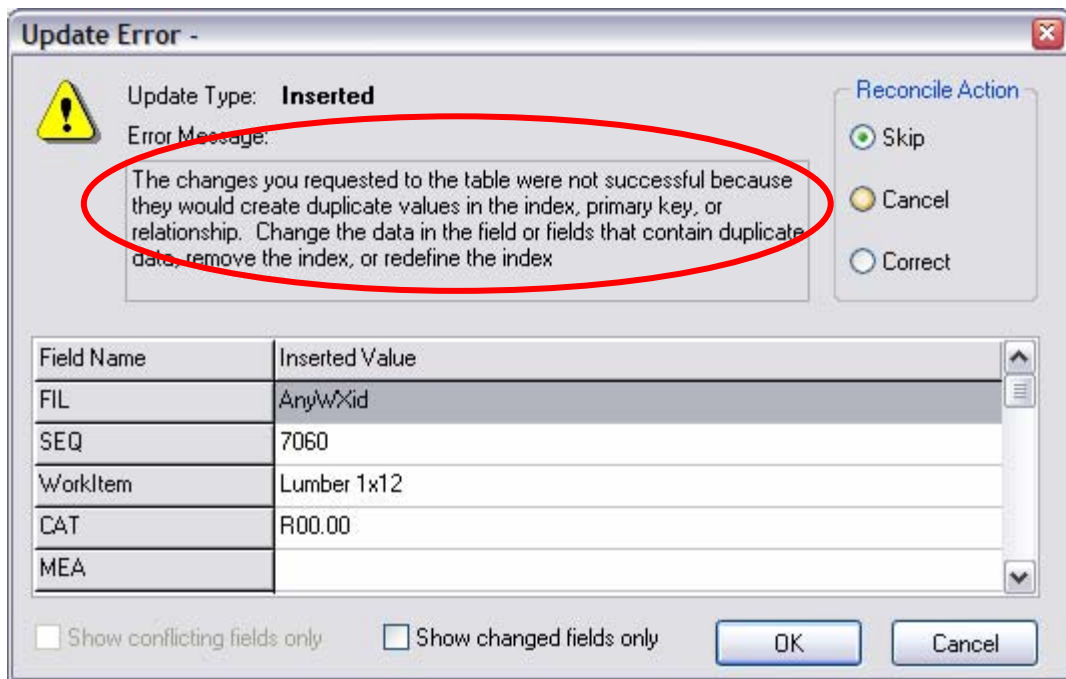 Update Error -
Update Type: Inserted
Error Message:
The changes you requested to the table were not successful because
they would create duplicate values in the index, primary key, or
relationship. Change the data in the field or fields that contain duplicate
data, remove the index, or redefine the index
Reconcile Action
Skip
Cancel
Correct
Field Name Inserted Value
FIL AnyWXid
SEQ 7060
WorkItem Lumber 1x12
CAT R00.00
MEA
Show conflicting fields only Show changed fields only OK Cancel